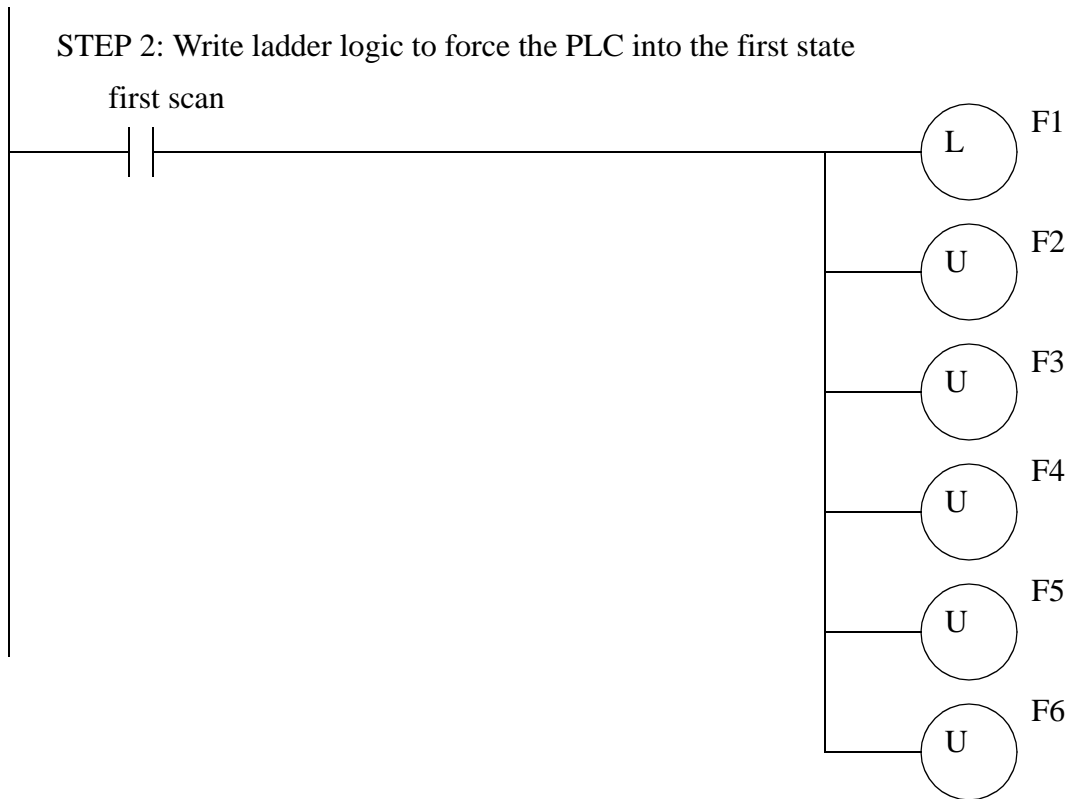 STEP 2: Write ladder logic to force the PLC into the first state
first scan
L F1
U F2
U F3
U F4
U F5
U F6